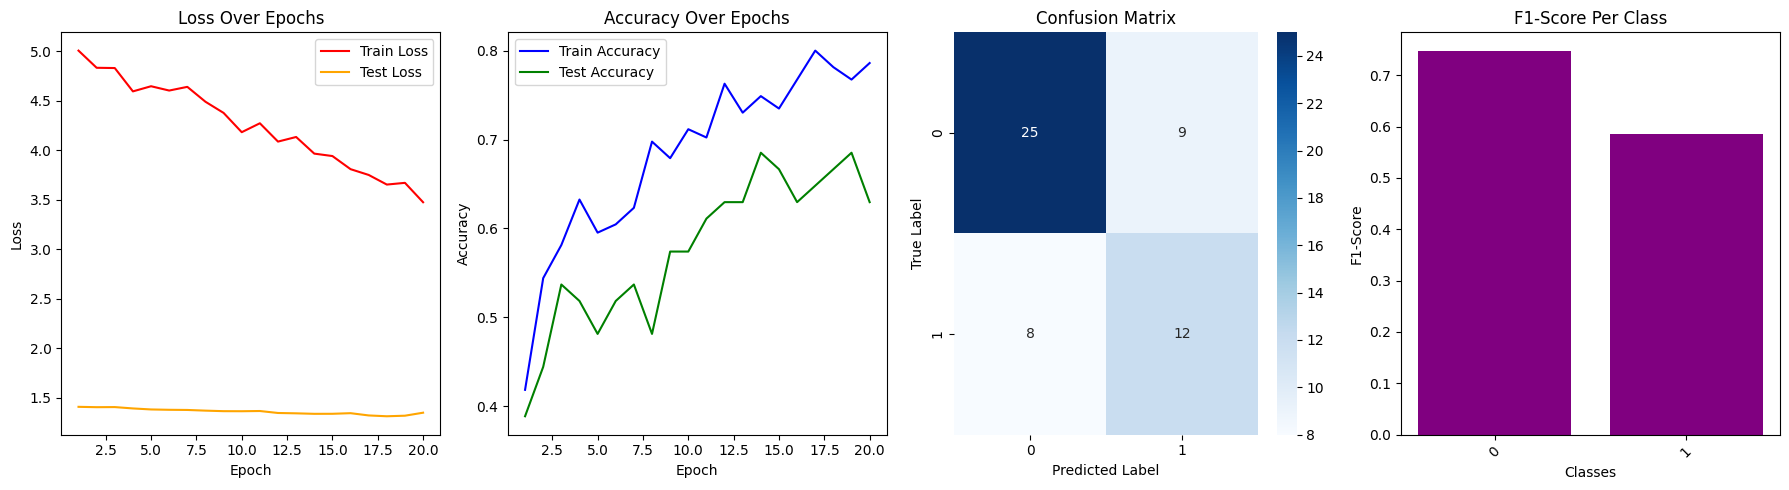 Loss Over Epochs
Train Loss
Test Loss
5.0
4.5
4.0
3.5
3.0
2.5
2.0
1.5
Loss
2.5 5.0 7.5 10.0 12.5 15.0 17.5 20.0
Epoch
Accuracy Over Epochs
Train Accuracy
Test Accuracy
0.8
0.7
0.6
0.5
0.4
Accuracy
2.5 5.0 7.5 10.0 12.5 15.0 17.5 20.0
Epoch
Confusion Matrix
True Label
0
1
25 9
8 12
0 1
Predicted Label
24
22
20
18
16
14
12
10
8
F1-Score Per Class
F1-Score
0.7
0.6
0.5
0.4
0.3
0.2
0.1
0.0
0 1
Classes